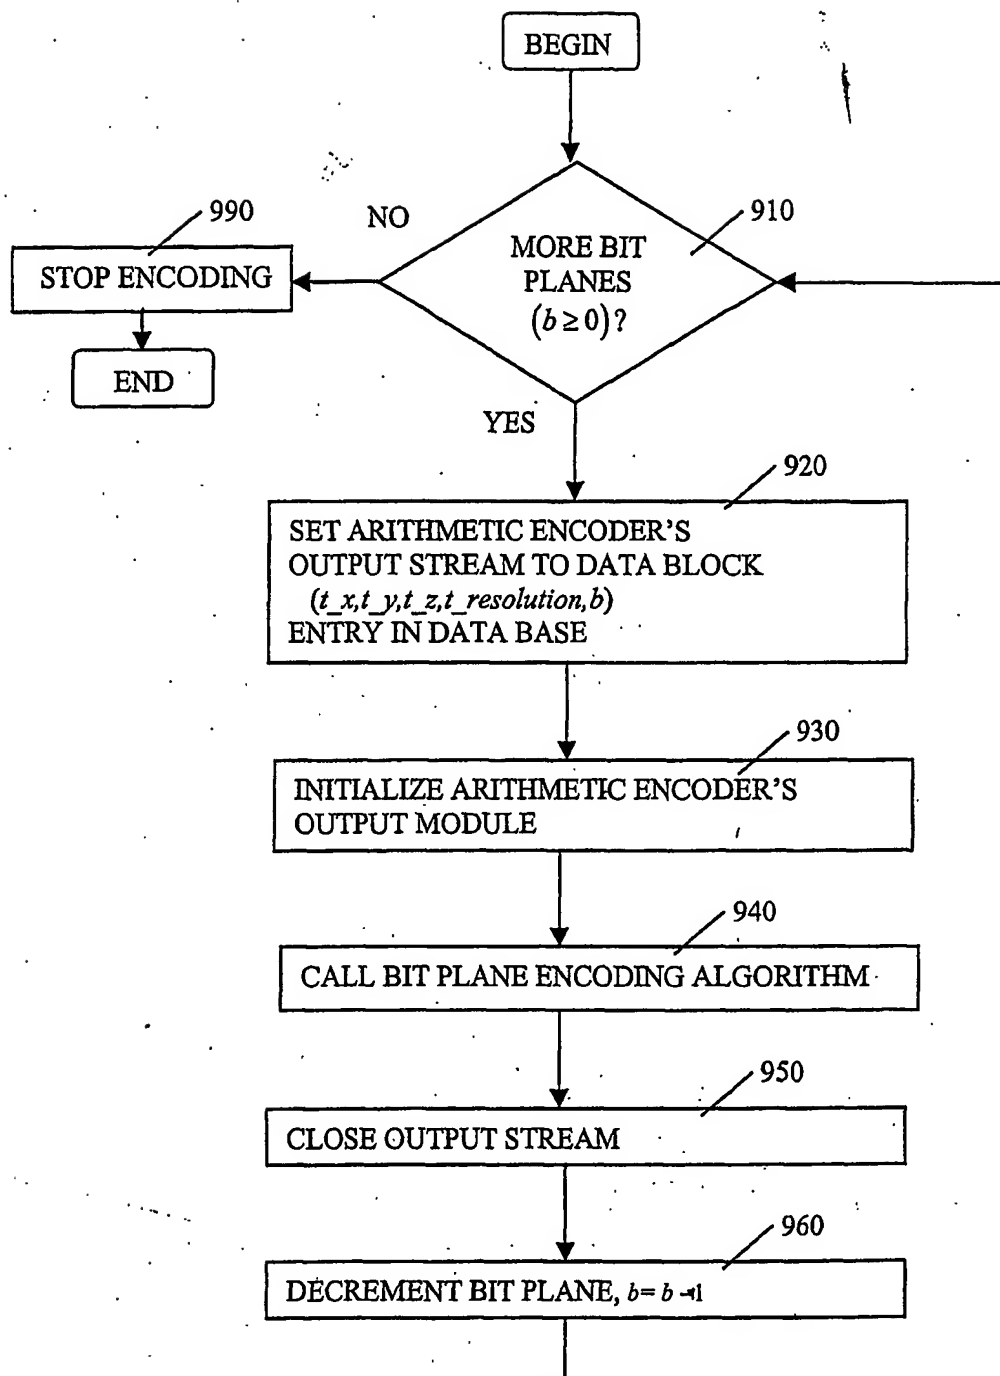 BEGIN
990
NO
910
MORE BIT
PLANES
(b ≥ 0)?
STOP ENCODING
END
YES
920
SET ARITHMETIC ENCODER'S
OUTPUT STREAM TO DATA BLOCK
(t_x,t_y,t_z,t_resolution,b)
ENTRY IN DATA BASE
930
INITIALIZE ARITHMETIC ENCODER'S
OUTPUT MODULE
940
CALL BIT PLANE ENCODING ALGORITHM
950
CLOSE OUTPUT STREAM
960
DECREMENT BIT PLANE, b= b -1